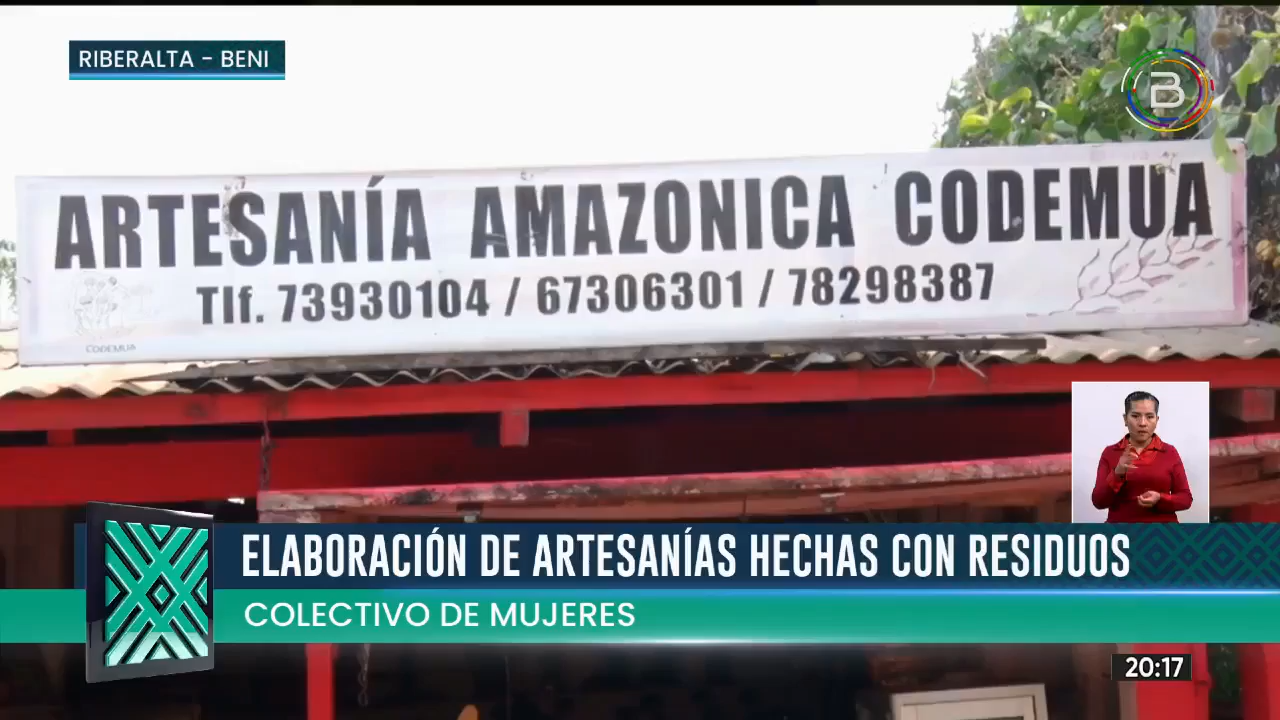 RIBERALTA - BENI
B
ARTESANÍA AMAZONICA CODEMUA
Tlf. 73930104 / 67306301 / 78298387
CODEMUA
ELABORACIÓN DE ARTESANÍAS HECHAS CON RESIDUOS
COLECTIVO DE MUJERES
20:17